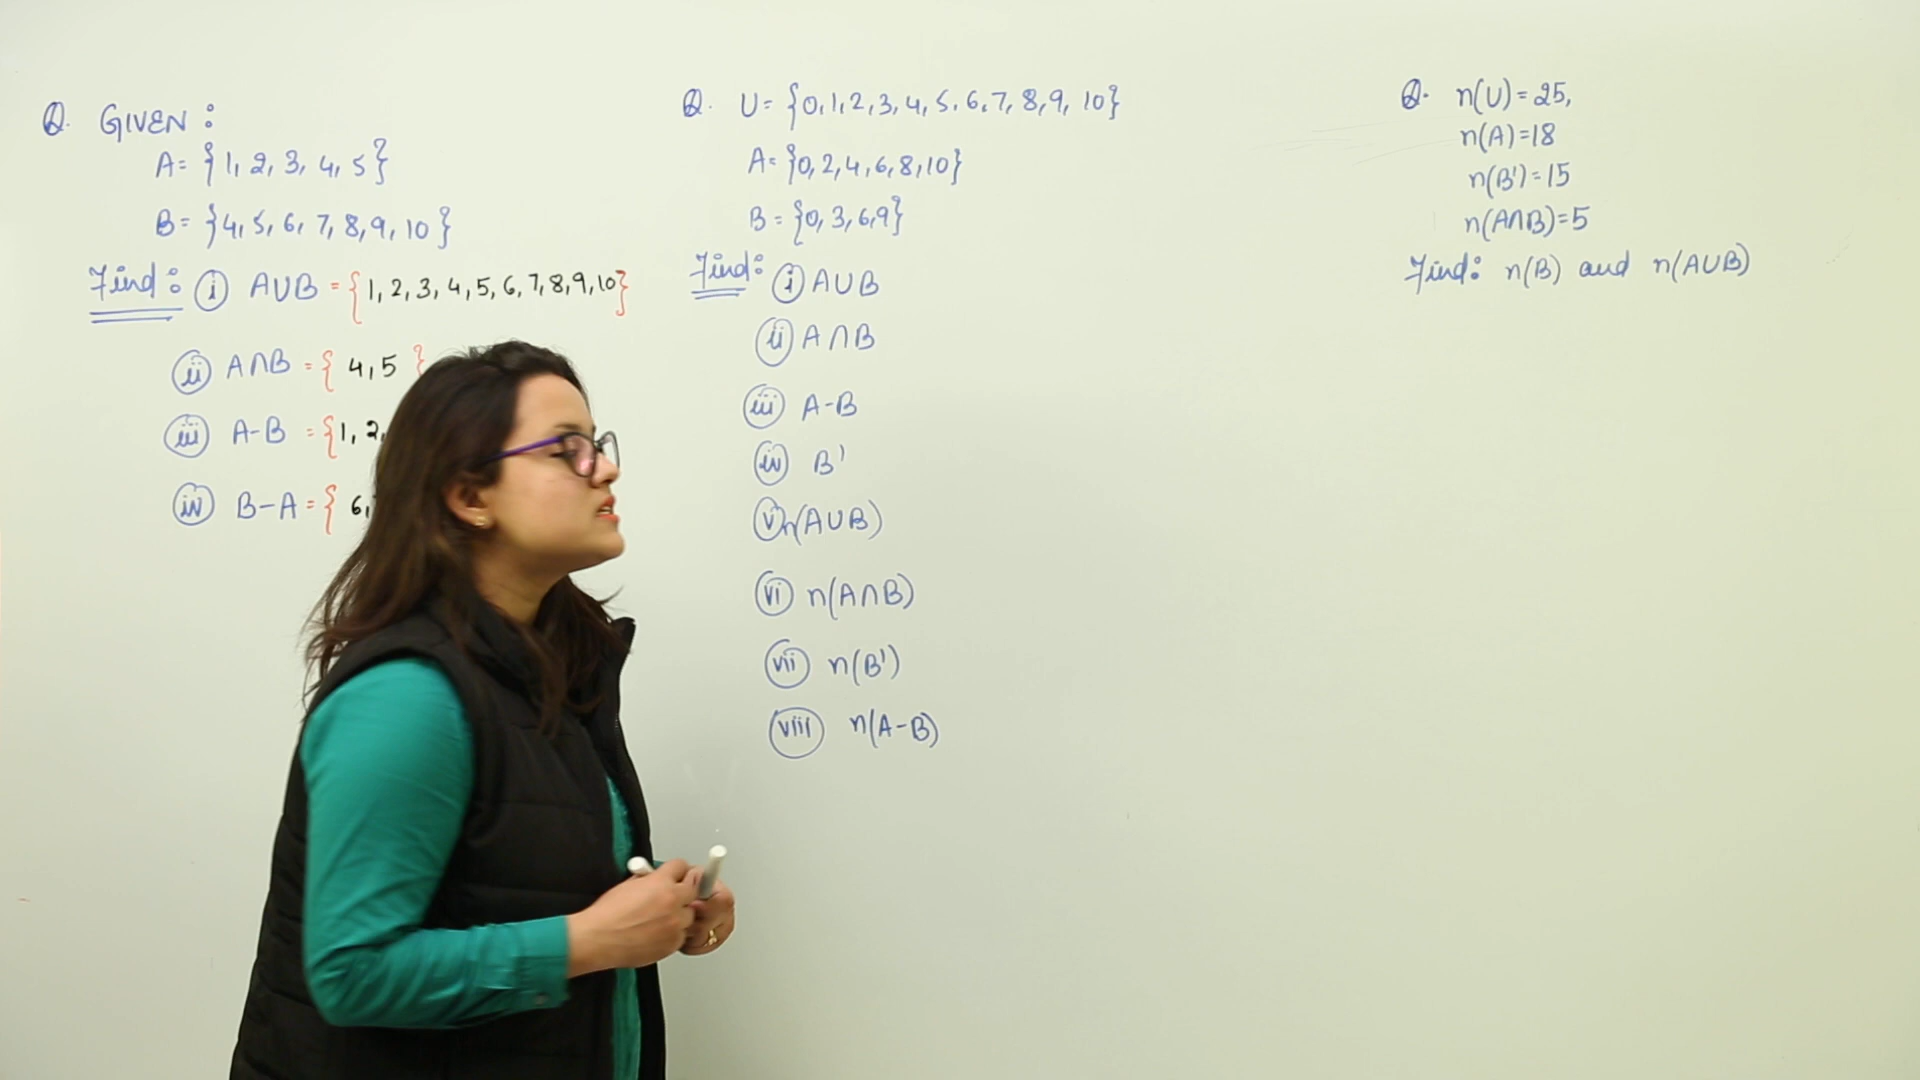 Q. GIVEN:
A = {1, 2, 3, 4, 5}
B = {4, 5, 6, 7, 8, 9, 10}
Find: (i) A∪B = {1, 2, 3, 4, 5, 6, 7, 8, 9, 10}
(ii) A∩B = { 4, 5 }
(iii) A-B = {1, 2,
(iv) B-A = { 6,
Q. U = {0, 1, 2, 3, 4, 5, 6, 7, 8, 9, 10}
A = {0, 2, 4, 6, 8, 10}
B = {0, 3, 6, 9}
Find: (i) A∪B
(ii) A∩B
(iii) A-B
(iv) B'
(v) n(A∪B)
(vi) n(A∩B)
(vii) n(B')
(viii) n(A-B)
Q. n(U) = 25,
n(A) = 18
n(B') = 15
n(A∩B) = 5
Find: n(B) and n(A∪B)